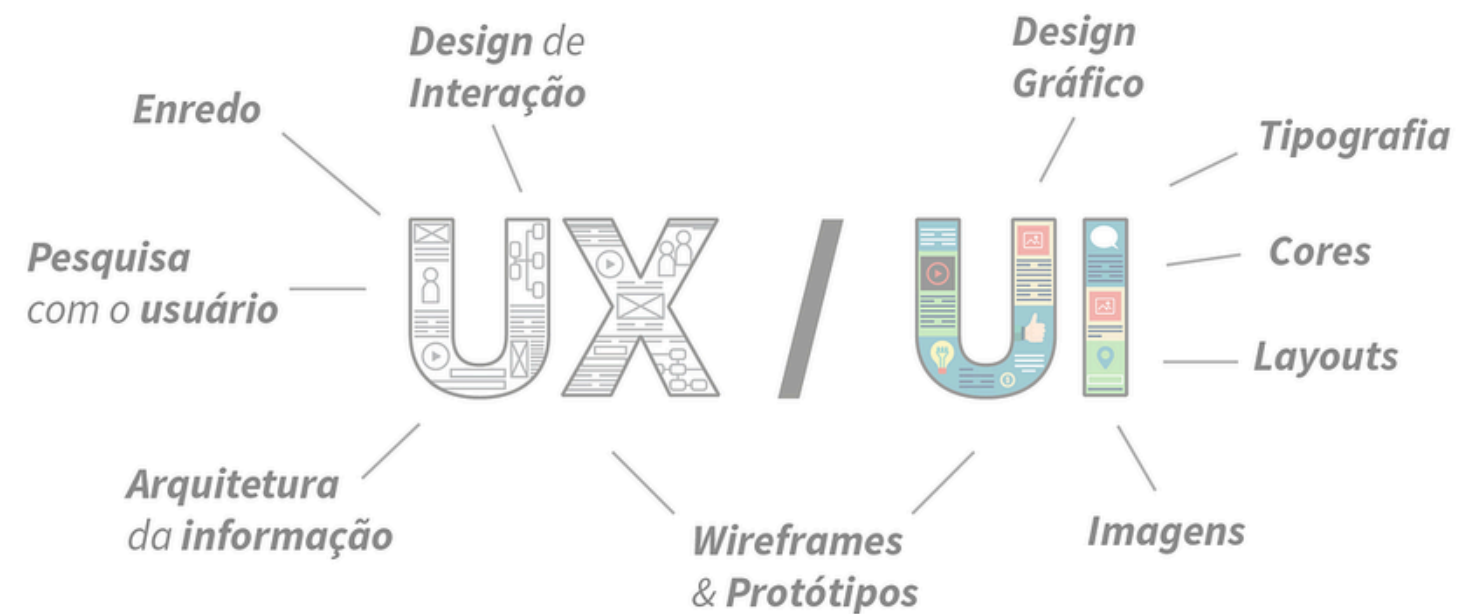 Design de
Interação
Design
Gráfico
Enredo
Tipografia
Pesquisa
com o usuário
UX / UI
Cores
Layouts
Arquitetura
da informação
Wireframes
& Protótipos
Imagens